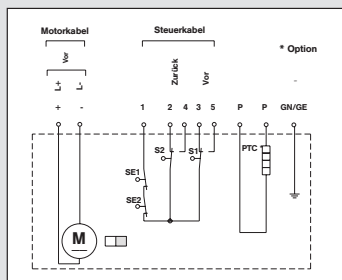 Motorkabel
Steuerkabel
* Option
Vor
Zurück
Vor
L+
L-
-
+
-
1
2
4
3
5
P
P
GN/GE
S2
S1
PTC *
SE1
SE2
M